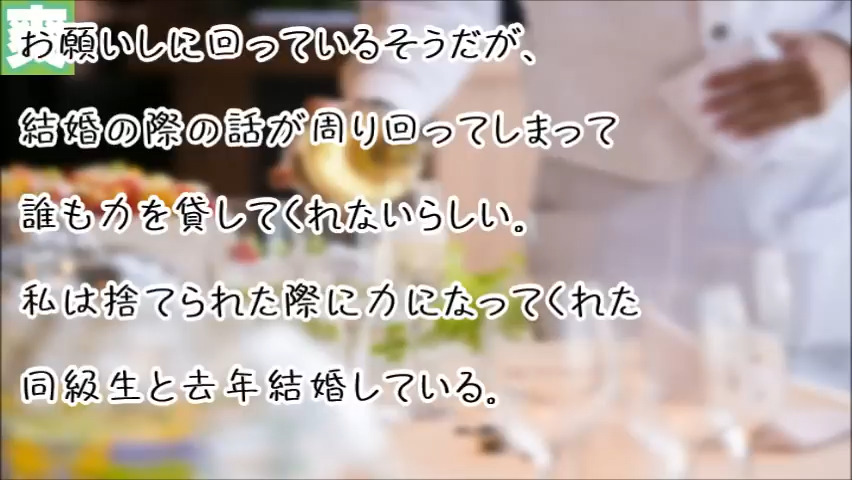 爽
お願いしに回っているそうだが、
結婚の際の話が周り回ってしまって
誰も力を貸してくれないらしい。
私は捨てられた際に力になってくれた
同級生と去年結婚している。